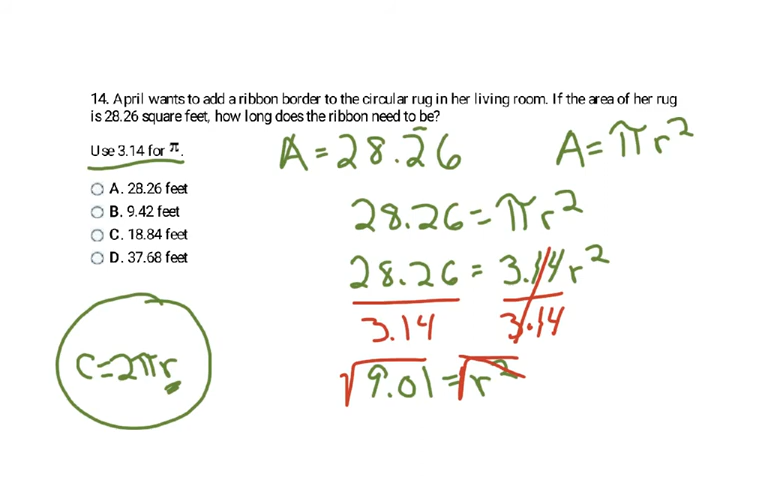 14. April wants to add a ribbon border to the circular rug in her living room. If the area of her rug
is 28.26 square feet, how long does the ribbon need to be?
Use 3.14 for π.
A = 28.26
A = πr²
A. 28.26 feet
B. 9.42 feet
C. 18.84 feet
D. 37.68 feet
28.26 = πr²
28.26 = 3.14r²
3.14 3.14
√9.01 = √r²
C=2πr